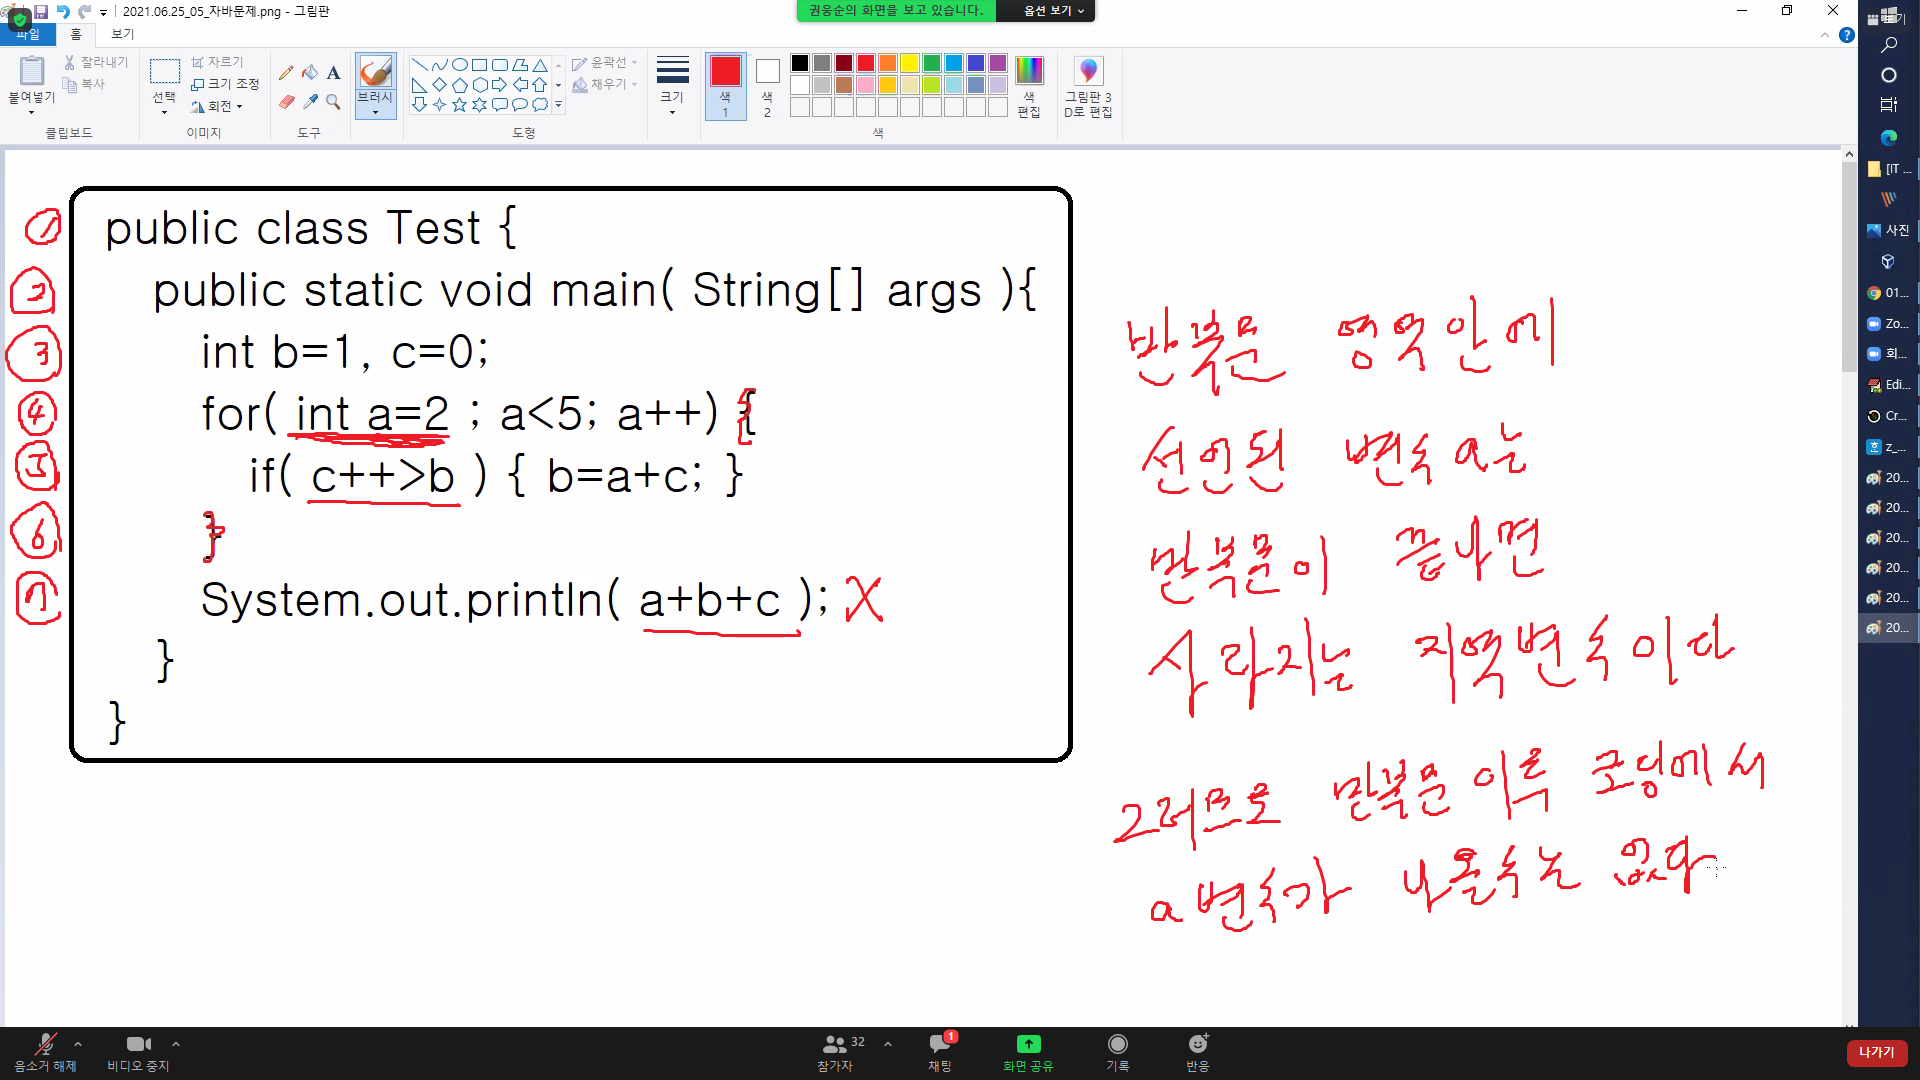 2021.06.25_05_자바문제.png - 그림판
권웅순의 화면을 보고 있습니다.
옵션 보기
파일
홈
보기
붙여넣기
잘라내기
복사
클립보드
선택
자르기
크기 조정
회전
이미지
A
도구
브러시
윤곽선
채우기
도형
크기
색
1
색
2
색
편집
색
그림판 3
D로 편집
① public class Test {
② public static void main( String[] args ){
③ int b=1, c=0;
④ for( int a=2 ; a<5; a++) {
⑤ if( c++>b ) { b=a+c; }
⑥ }
⑦ System.out.println( a+b+c ); X
}
}
반복문 영역안에
선언된 변수 a는
반복문이 끝나면
사라지는 지역변수이다
그러므로 반복문 이후 코딩에서
a 변수가 나올수는 없다
[IT ...
사진
01...
Zo...
회...
Edi...
Cr...
z_...
20...
20...
20...
20...
20...
20...
음소거 해제
비디오 중지
32
참가자
1
채팅
화면 공유
기록
반응
나가기